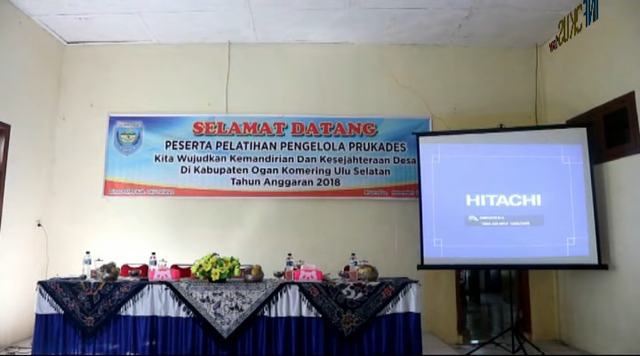 SELAMAT DATANG
PESERTA PELATIHAN PENGELOLA PRUKADES
Kita Wujudkan Kemandirian Dan Kesejahteraan Desa
Di Kabupaten Ogan Komering Ulu Selatan
Tahun Anggaran 2018
HITACHI